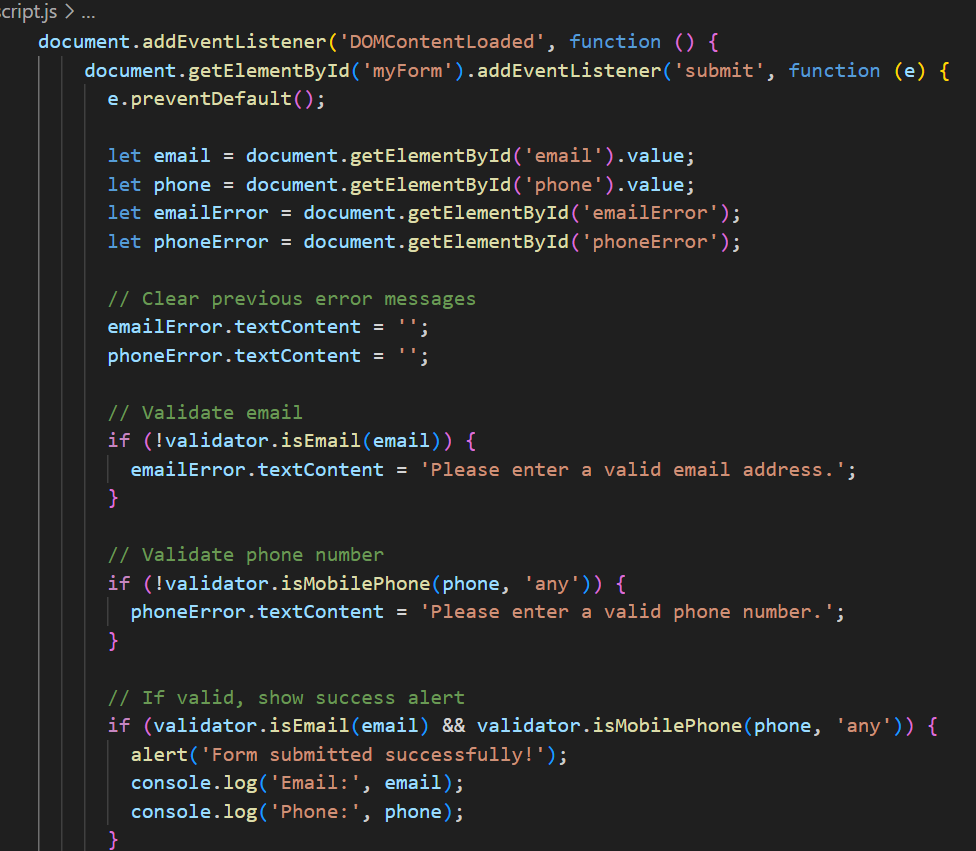 script.js > ...
document.addEventListener('DOMContentLoaded', function () {
document.getElementById('myForm').addEventListener('submit', function (e) {
e.preventDefault();
let email = document.getElementById('email').value;
let phone = document.getElementById('phone').value;
let emailError = document.getElementById('emailError');
let phoneError = document.getElementById('phoneError');
// Clear previous error messages
emailError.textContent = '';
phoneError.textContent = '';
// Validate email
if (!validator.isEmail(email)) {
emailError.textContent = 'Please enter a valid email address.';
}
// Validate phone number
if (!validator.isMobilePhone(phone, 'any')) {
phoneError.textContent = 'Please enter a valid phone number.';
}
// If valid, show success alert
if (validator.isEmail(email) && validator.isMobilePhone(phone, 'any')) {
alert('Form submitted successfully!');
console.log('Email:', email);
console.log('Phone:', phone);
}